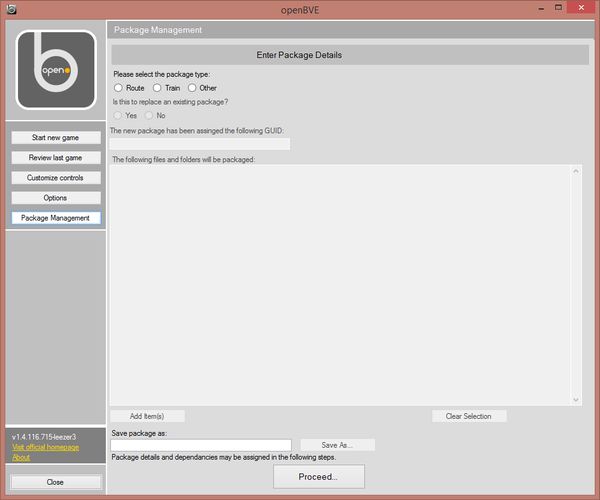 openBVE
Package Management
open
Enter Package Details
Please select the package type:
Route Train Other
Is this to replace an existing package?
Yes No
The new package has been assinged the following GUID:
The following files and folders will be packaged:
Start new game
Review last game
Customize controls
Options
Package Management
Add Item(s) Clear Selection
Save package as:
Save As...
Package details and dependancies may be assigned in the following steps.
Proceed...
v1.4.116.715-leezer3
Visit official homepage
About
Close